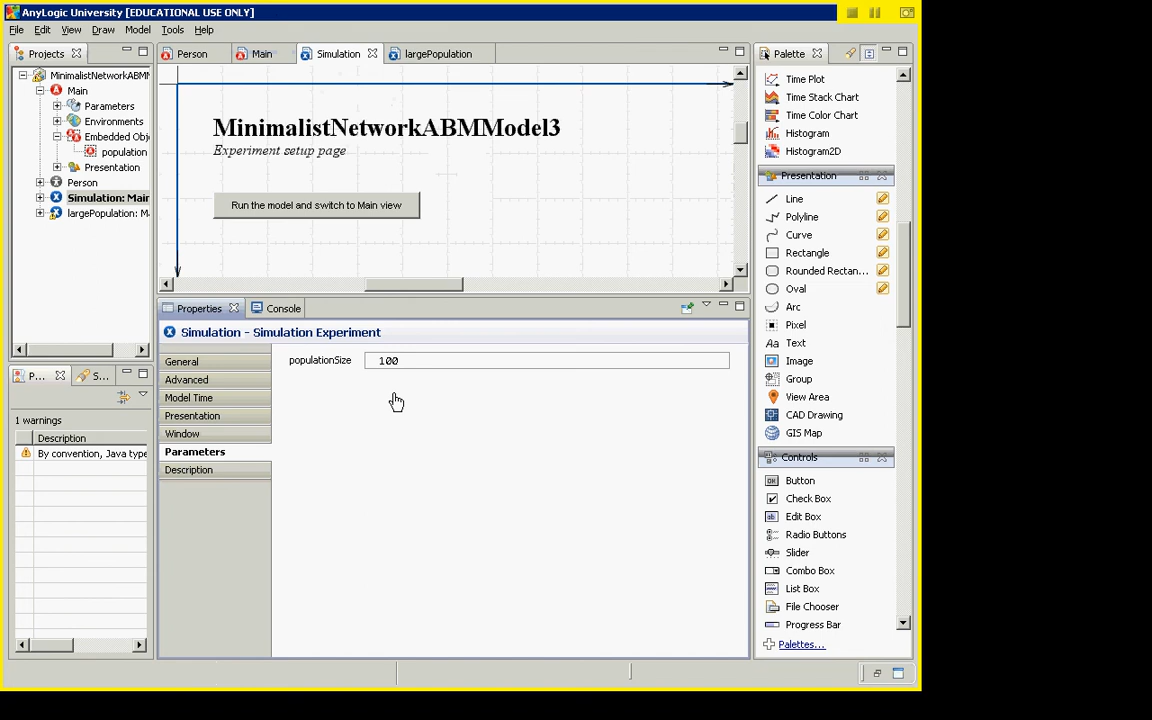 AnyLogic University [EDUCATIONAL USE ONLY]
File Edit View Draw Model Tools Help
Projects
MinimalistNetworkABMM
Main
Parameters
Environments
Embedded Obj
population
Presentation
Person
Simulation: Main
largePopulation: M
P...
S...
1 warnings
Description
By convention, Java type
Person
Main
Simulation
largePopulation
MinimalistNetworkABMModel3
Experiment setup page
Run the model and switch to Main view
Properties
Console
Simulation - Simulation Experiment
General
Advanced
Model Time
Presentation
Window
Parameters
Description
populationSize
100
Palette
Time Plot
Time Stack Chart
Time Color Chart
Histogram
Histogram2D
Presentation
Line
Polyline
Curve
Rectangle
Rounded Rectan...
Oval
Arc
Pixel
Text
Image
Group
View Area
CAD Drawing
GIS Map
Controls
Button
Check Box
Edit Box
Radio Buttons
Slider
Combo Box
List Box
File Chooser
Progress Bar
Palettes...